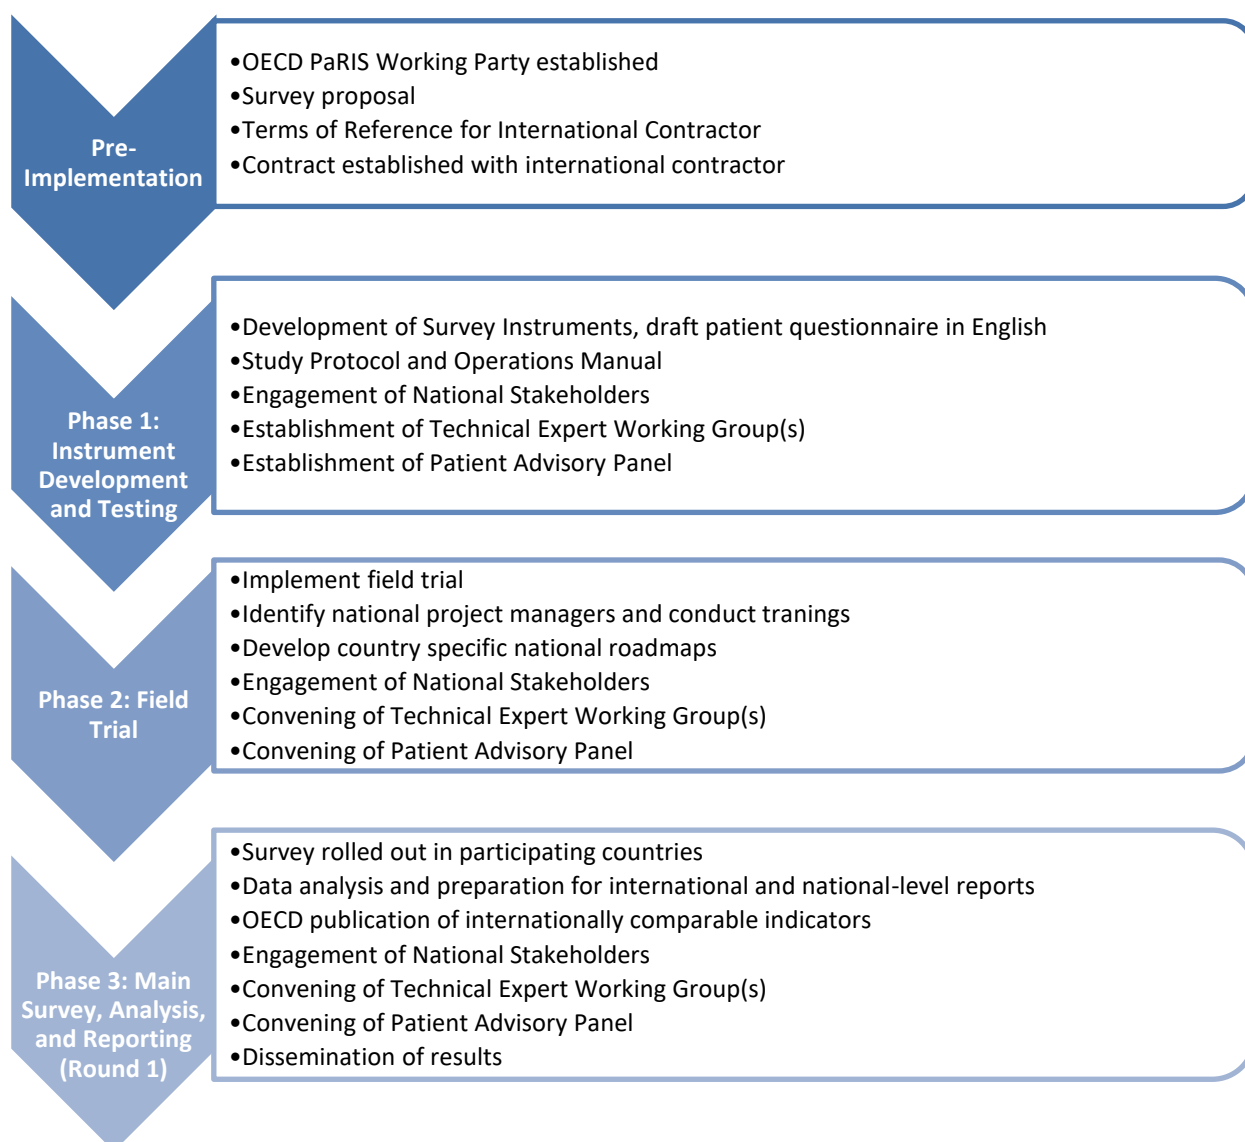 Pre-
Implementation
•OECD PaRIS Working Party established
•Survey proposal
•Terms of Reference for International Contractor
•Contract established with international contractor
Phase 1:
Instrument
Development
and Testing
•Development of Survey Instruments, draft patient questionnaire in English
•Study Protocol and Operations Manual
•Engagement of National Stakeholders
•Establishment of Technical Expert Working Group(s)
•Establishment of Patient Advisory Panel
Phase 2: Field
Trial
•Implement field trial
•Identify national project managers and conduct tranings
•Develop country specific national roadmaps
•Engagement of National Stakeholders
•Convening of Technical Expert Working Group(s)
•Convening of Patient Advisory Panel
Phase 3: Main
Survey, Analysis,
and Reporting
(Round 1)
•Survey rolled out in participating countries
•Data analysis and preparation for international and national-level reports
•OECD publication of internationally comparable indicators
•Engagement of National Stakeholders
•Convening of Technical Expert Working Group(s)
•Convening of Patient Advisory Panel
•Dissemination of results